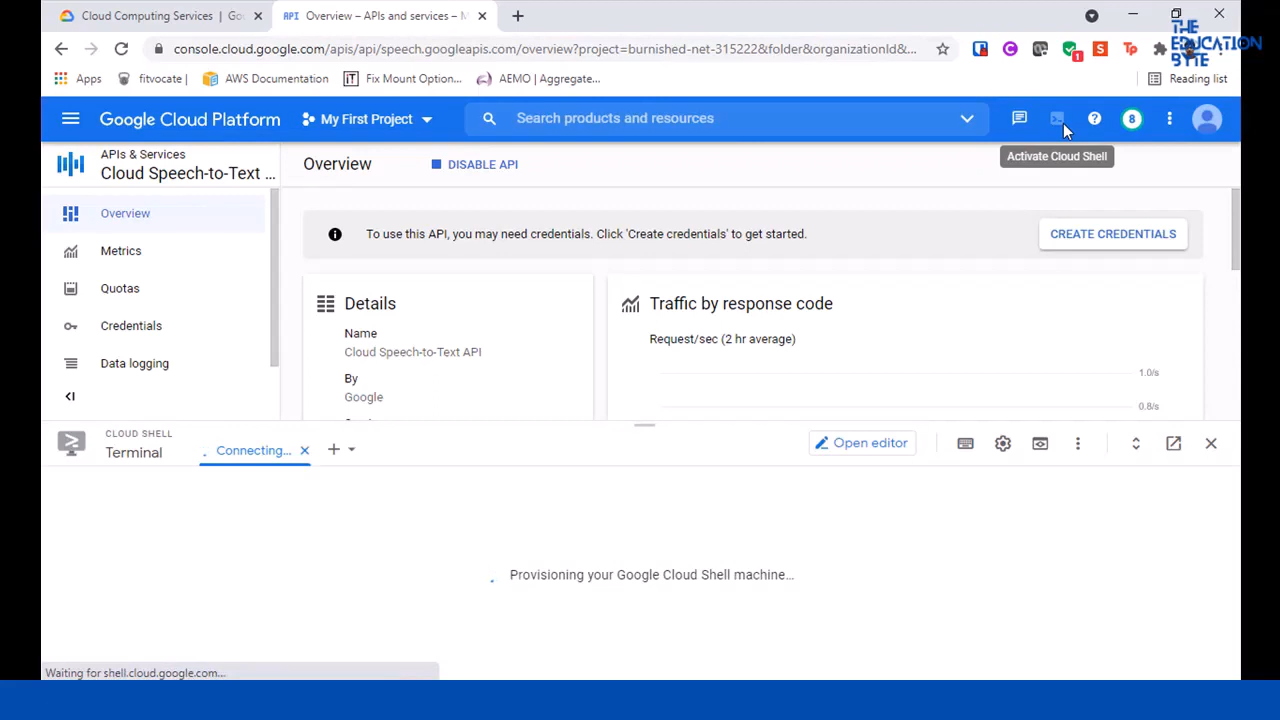 Cloud Computing Services | Go
API Overview – APIs and services – M
THE
EDUCATION
BYTE
console.cloud.google.com/apis/api/speech.googleapis.com/overview?project=burnished-net-315222&folder&organizationId&...
1
S
Tp
Apps
fitvocate |
AWS Documentation
iT Fix Mount Option...
AEMO | Aggregate...
Reading list
Google Cloud Platform
My First Project
Search products and resources
8
Activate Cloud Shell
APIs & Services
Cloud Speech-to-Text ...
Overview
DISABLE API
Overview
Metrics
Quotas
Credentials
Data logging
To use this API, you may need credentials. Click 'Create credentials' to get started.
CREATE CREDENTIALS
Details
Name
Cloud Speech-to-Text API
By
Google
Traffic by response code
Request/sec (2 hr average)
1.0/s
0.8/s
CLOUD SHELL
Terminal
Connecting...
Open editor
Provisioning your Google Cloud Shell machine...
Waiting for shell.cloud.google.com...